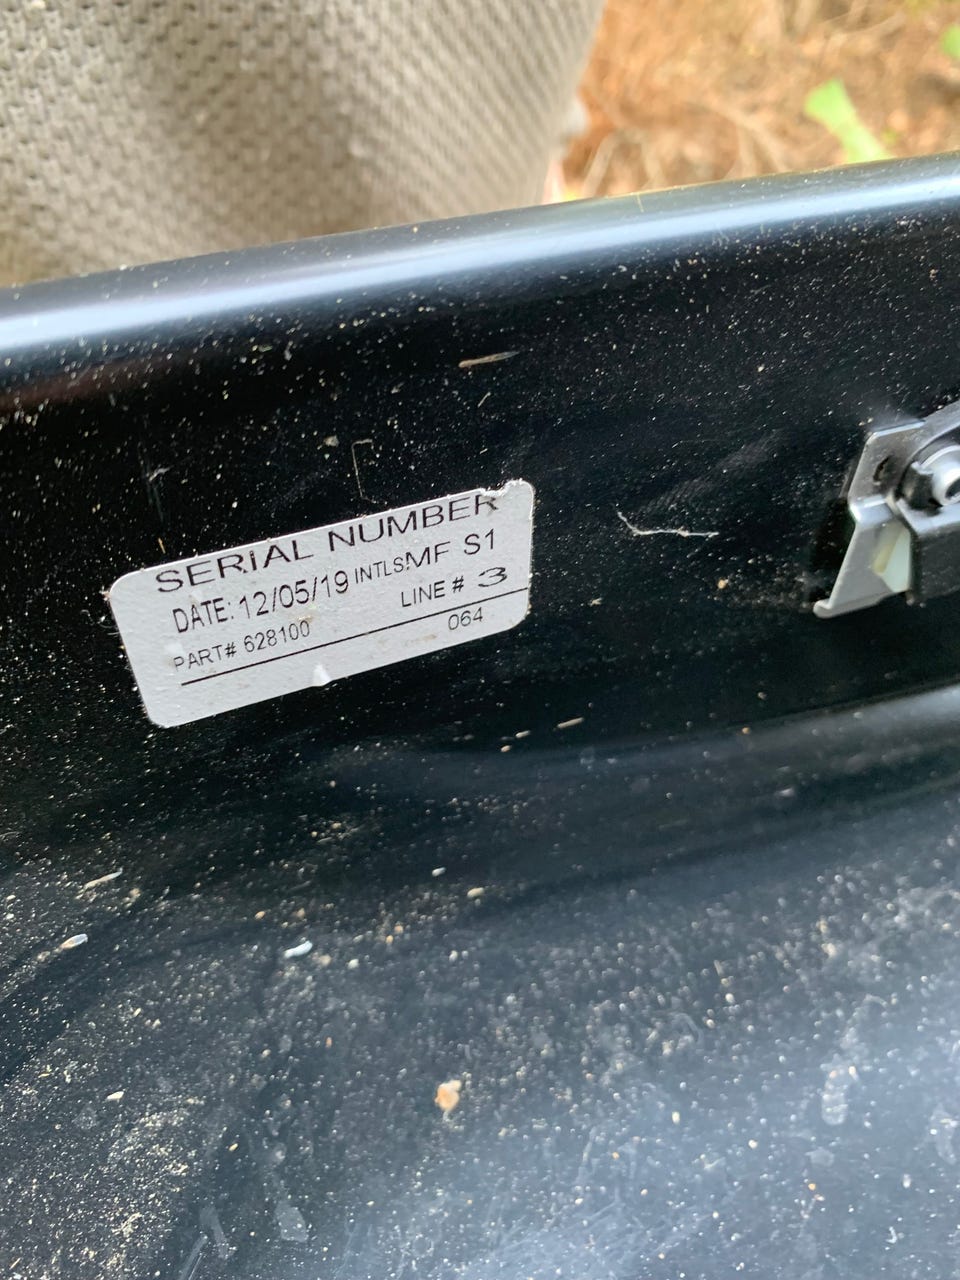 SERIAL NUMBER
DATE: 12/05/19 INTLS: MF S1
PART# 628100 LINE # 3
064